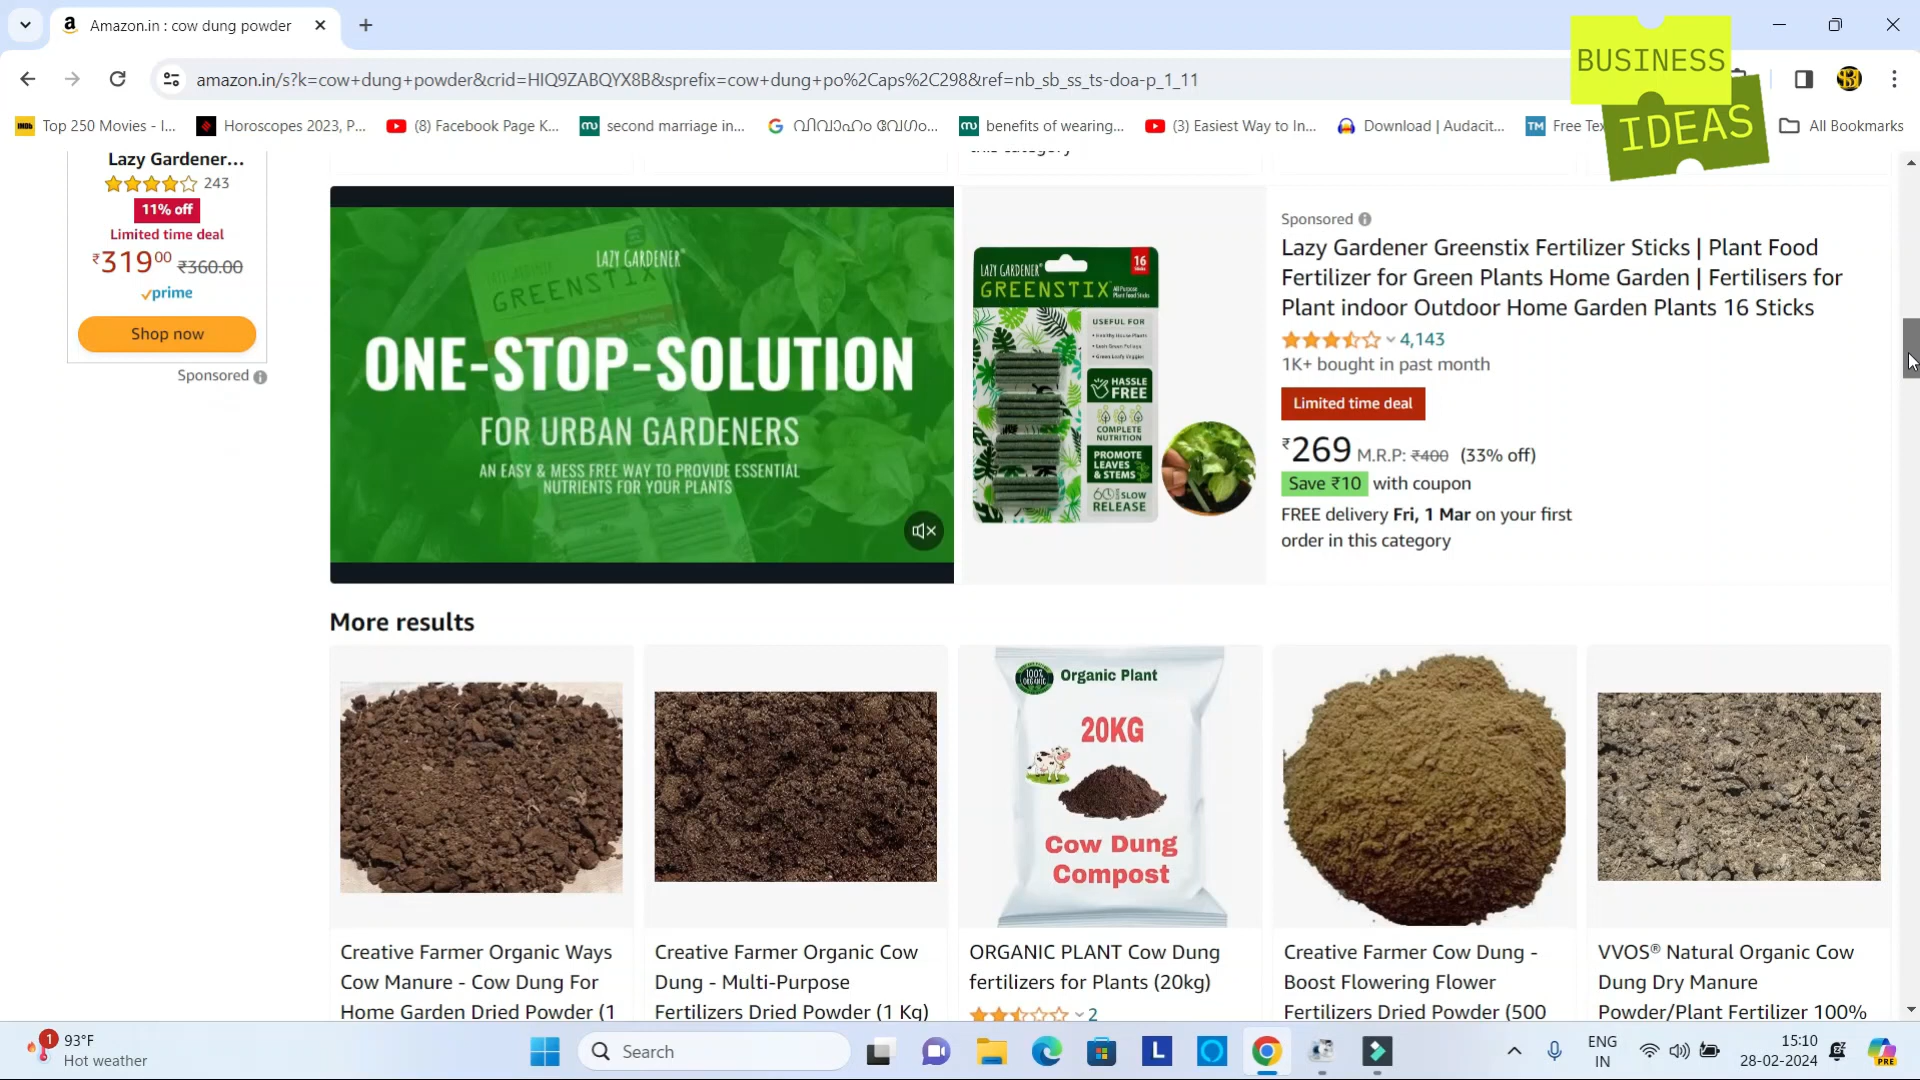 Amazon.in : cow dung powder
BUSINESS
IDEAS
amazon.in/s?k=cow+dung+powder&crid=HIQ9ZABQYX8B&sprefix=cow+dung+po%2Caps%2C298&ref=nb_sb_ss_ts-doa-p_1_11
IMDb Top 250 Movies - I...
Horoscopes 2023, P...
(8) Facebook Page K...
second marriage in...
വിവാഹം വേഗം...
benefits of wearing...
(3) Easiest Way to In...
Download | Audacit...
TM Free Tex
All Bookmarks
Lazy Gardener...
243
11% off
Limited time deal
₹319 00 ₹360.00
prime
Shop now
Sponsored
LAZY GARDENER®
GREENSTIX
ONE-STOP-SOLUTION
FOR URBAN GARDENERS
AN EASY & MESS FREE WAY TO PROVIDE ESSENTIAL
NUTRIENTS FOR YOUR PLANTS
LAZY GARDENER
16
GREENSTIX
USEFUL FOR
HASSLE
FREE
COMPLETE
NUTRITION
PROMOTE
LEAVES
& STEMS
60 SLOW
RELEASE
this category
Sponsored
Lazy Gardener Greenstix Fertilizer Sticks | Plant Food
Fertilizer for Green Plants Home Garden | Fertilisers for
Plant indoor Outdoor Home Garden Plants 16 Sticks
4,143
1K+ bought in past month
Limited time deal
₹269 M.R.P: ₹400 (33% off)
Save ₹10 with coupon
FREE delivery Fri, 1 Mar on your first
order in this category
More results
100%
ORGANIC
Organic Plant
20KG
Cow Dung
Compost
Creative Farmer Organic Ways
Cow Manure - Cow Dung For
Home Garden Dried Powder (1
Creative Farmer Organic Cow
Dung - Multi-Purpose
Fertilizers Dried Powder (1 Kg)
ORGANIC PLANT Cow Dung
fertilizers for Plants (20kg)
2
Creative Farmer Cow Dung -
Boost Flowering Flower
Fertilizers Dried Powder (500
VVOS® Natural Organic Cow
Dung Dry Manure
Powder/Plant Fertilizer 100%
1
93°F
Hot weather
Search
L
ENG
IN
15:10
28-02-2024
PRE